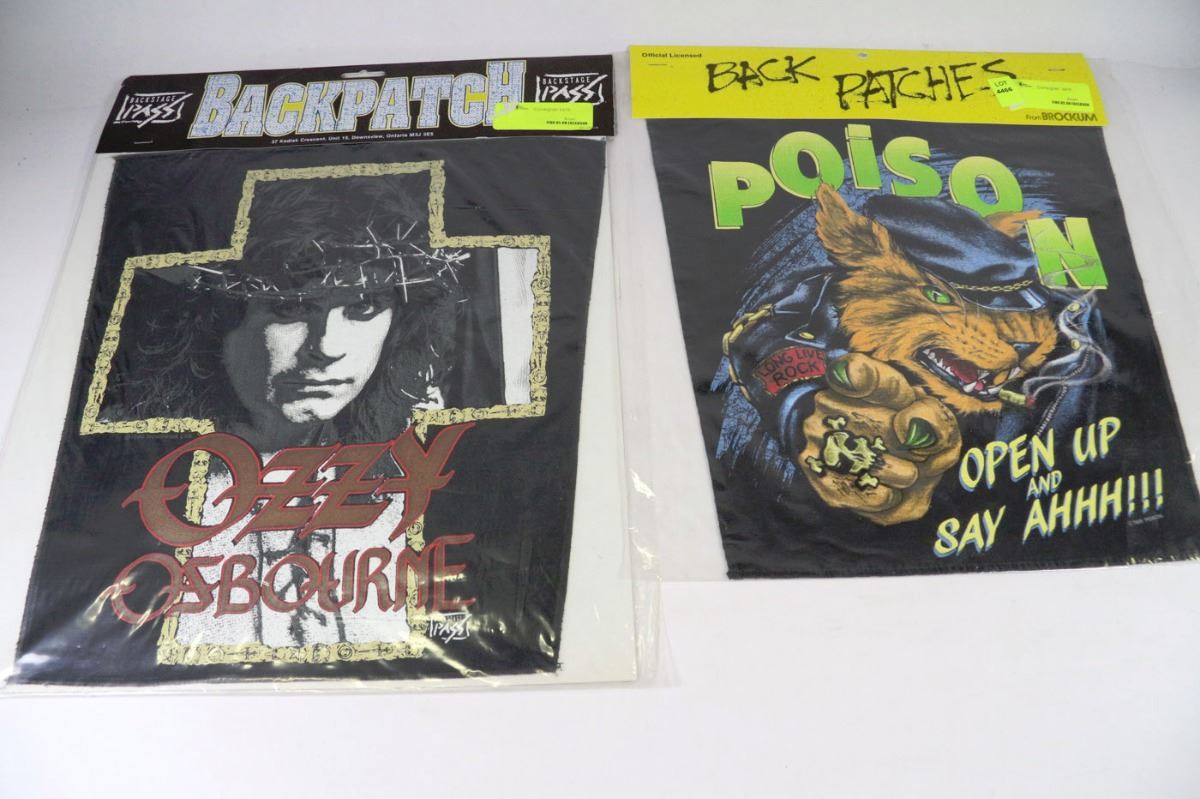 BACKSTAGE
PASS
BACKPATCH
BACKSTAGE
PASS
37 Kodiak Crescent, Unit 16, Downsview, Ontario M3J 3E5
OZZY
OSBOURNE
PASS
Official Licensed
BACK PATCHES
LOT
4466
From BROCKUM
POISON
LONG LIVE
ROCK
OPEN UP
AND
SAY AHHH!!!